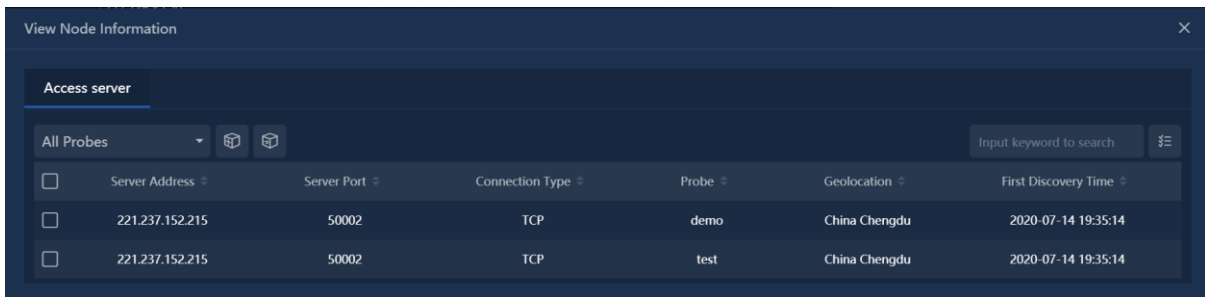 View Node Information
Access server
All Probes Input keyword to search
Server Address Server Port Connection Type Probe Geolocation First Discovery Time
221.237.152.215 50002 TCP demo China Chengdu 2020-07-14 19:35:14
221.237.152.215 50002 TCP test China Chengdu 2020-07-14 19:35:14